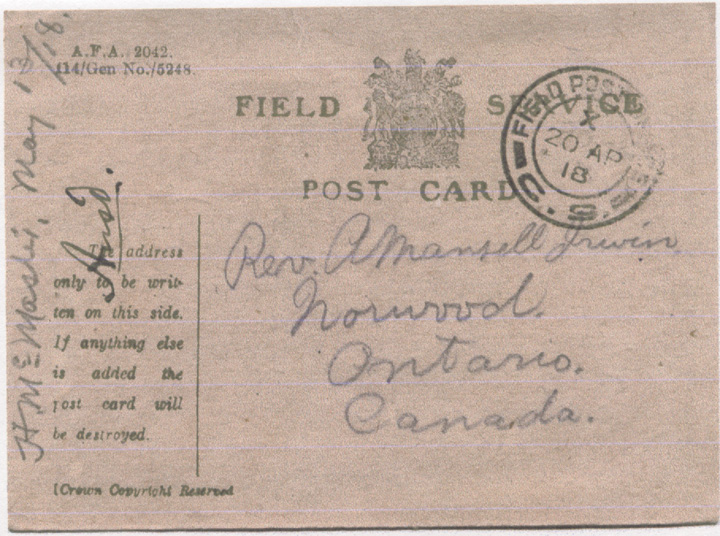 A.F.A. 2042.
114/Gen No./5248.
FIELD SERVICE
POST CARD
FIELD POST
X
20 AP
18
The address
only to be writ-
ten on this side.
If anything else
is added the
post card will
be destroyed.
[Crown Copyright Reserved
Rev. A Mansell Irwin
Norwood.
Ontario.
Canada.
Ansd.